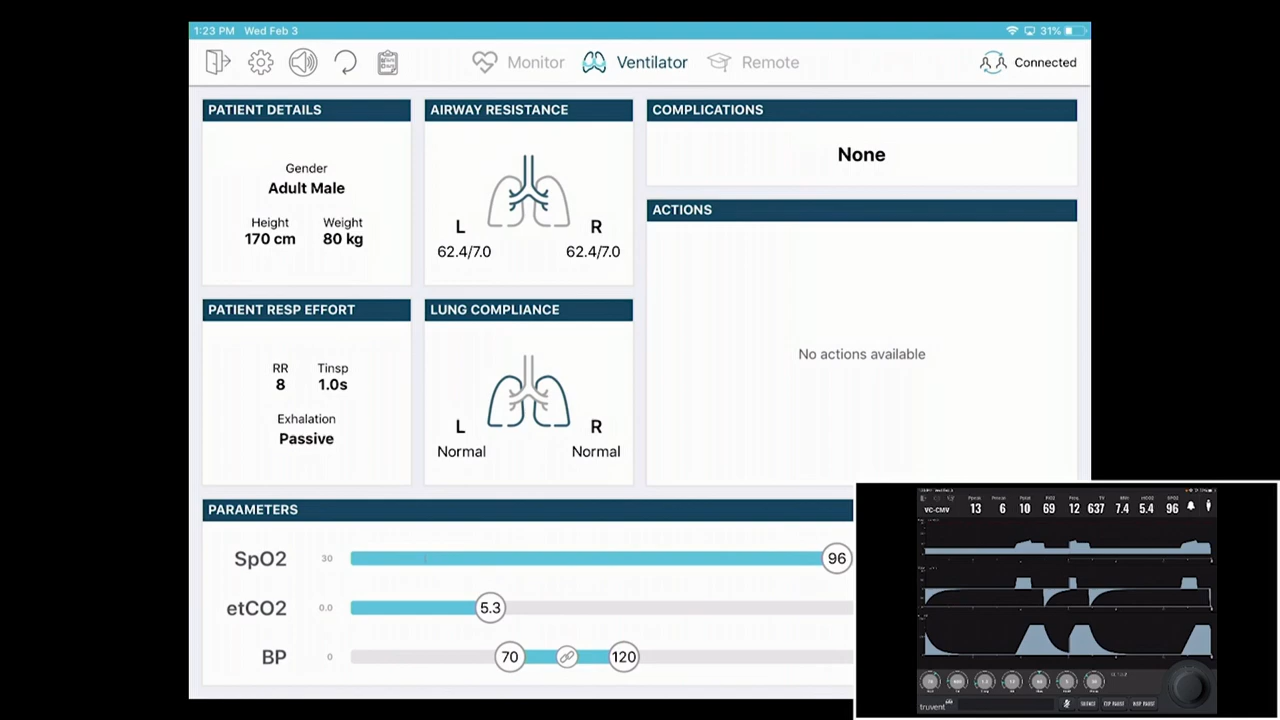 1:23 PM Wed Feb 3 31%
Monitor Ventilator Remote Connected
PATIENT DETAILS
Gender
Adult Male
Height Weight
170 cm 80 kg
AIRWAY RESISTANCE
L R
62.4/7.0 62.4/7.0
COMPLICATIONS
None
ACTIONS
No actions available
PATIENT RESP EFFORT
RR Tinsp
8 1.0s
Exhalation
Passive
LUNG COMPLIANCE
L R
Normal Normal
PARAMETERS
SpO2 30 96
etCO2 0.0 5.3
BP 0 70 120
VC-CMV 13 6 10 69 12 637 7.4 5.4 96
truvent